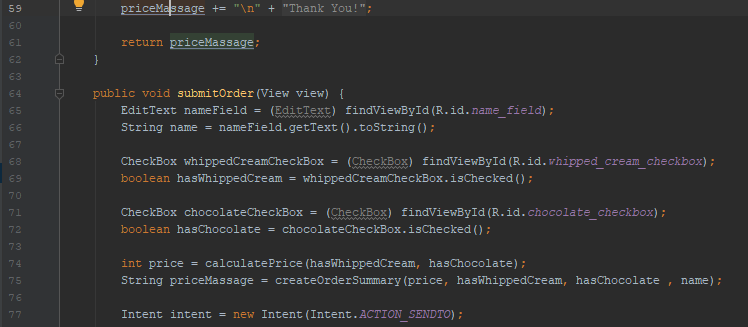 59 priceMassage += "\n" + "Thank You!";
60
61 return priceMassage;
62 }
63
64 public void submitOrder(View view) {
65 EditText nameField = (EditText) findViewById(R.id.name_field);
66 String name = nameField.getText().toString();
67
68 CheckBox whippedCreamCheckBox = (CheckBox) findViewById(R.id.whipped_cream_checkbox);
69 boolean hasWhippedCream = whippedCreamCheckBox.isChecked();
70
71 CheckBox chocolateCheckBox = (CheckBox) findViewById(R.id.chocolate_checkbox);
72 boolean hasChocolate = chocolateCheckBox.isChecked();
73
74 int price = calculatePrice(hasWhippedCream, hasChocolate);
75 String priceMassage = createOrderSummary(price, hasWhippedCream, hasChocolate , name);
76
77 Intent intent = new Intent(Intent.ACTION_SENDTO);